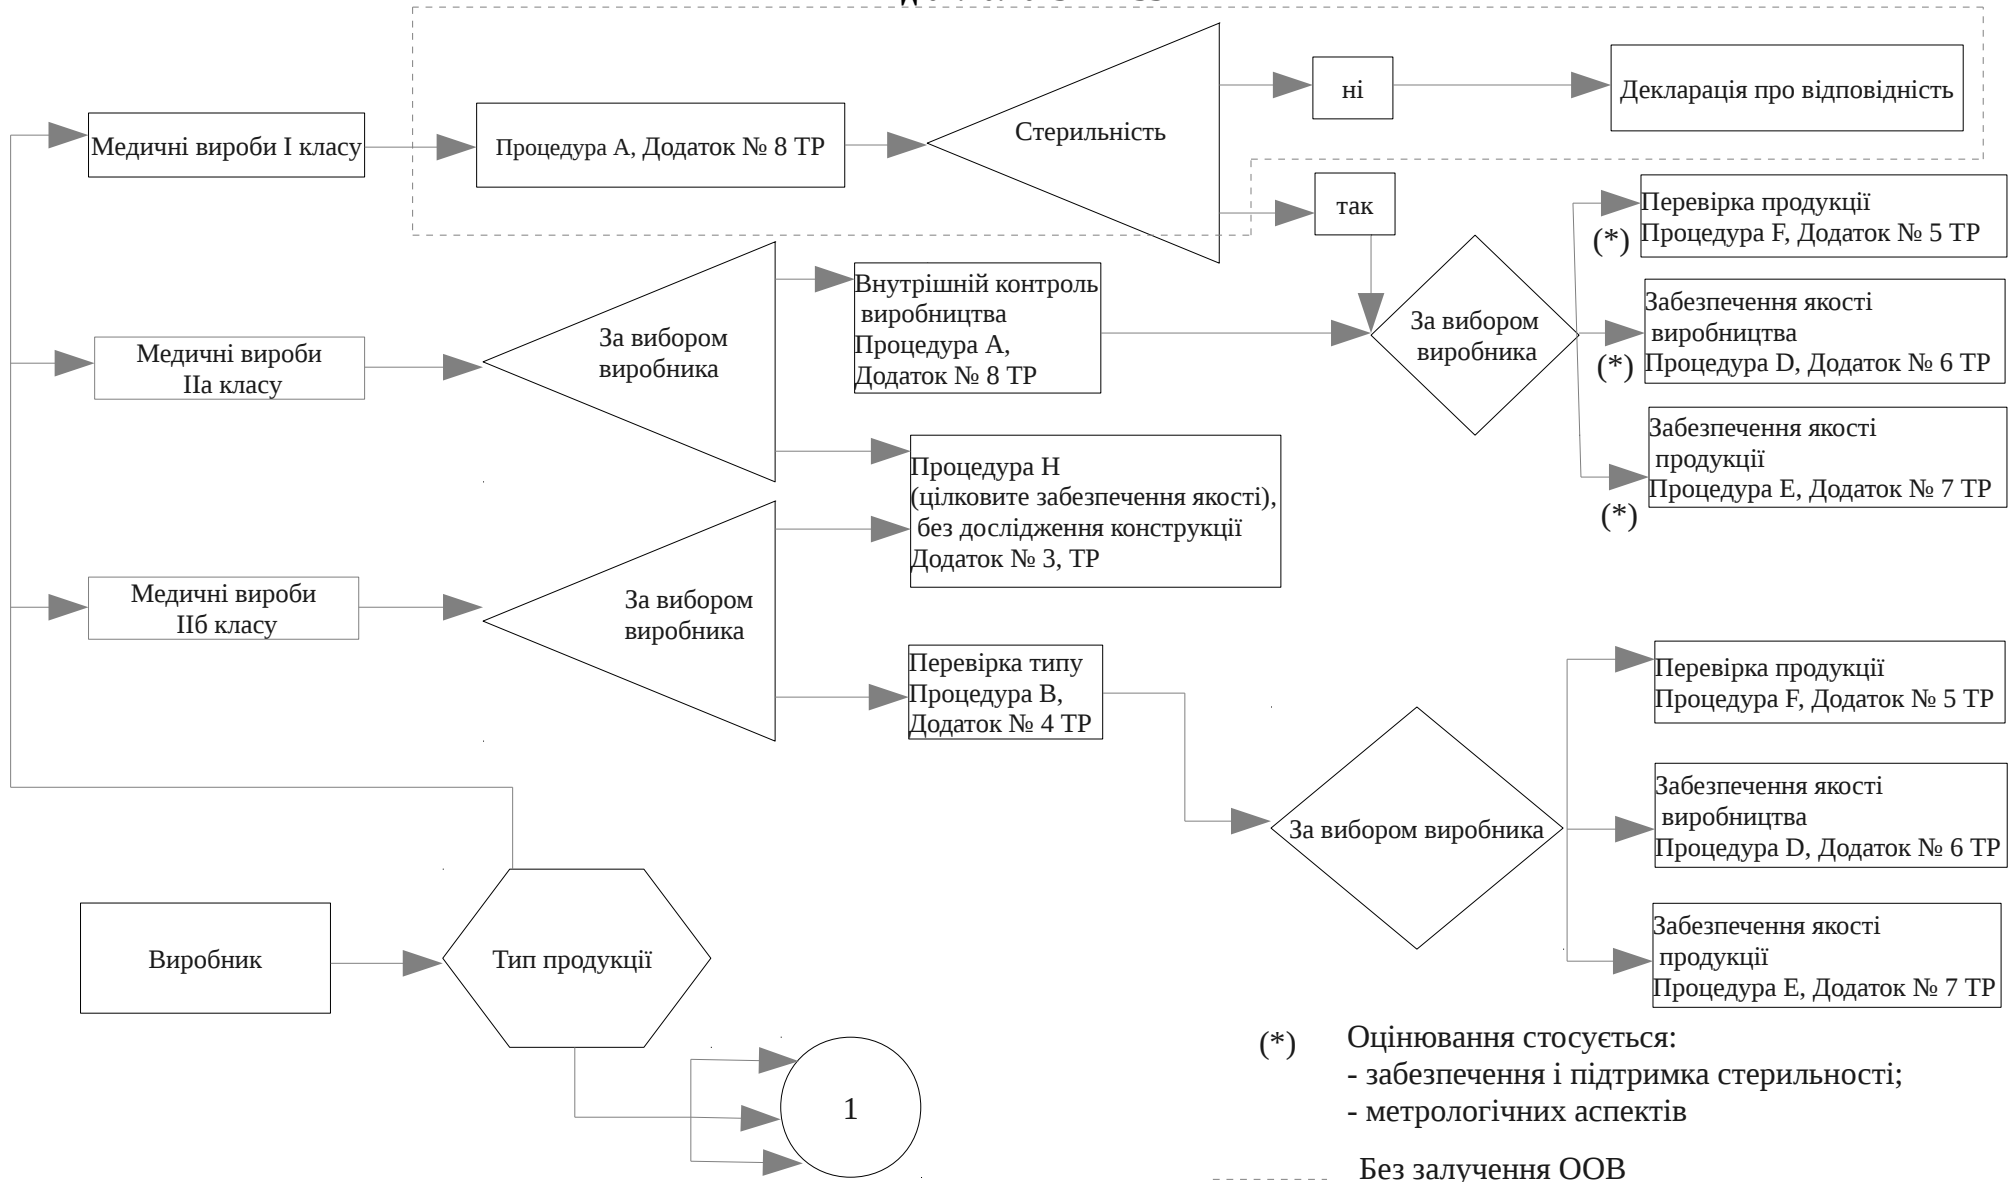 ні
Декларація про відповідність
Стерильність
Медичні вироби І класу
Процедура А, Додаток № 8 ТР
так
Перевірка продукції
(*)
Процедура F, Додаток № 5 ТР
Внутрішній контроль
виробництва
Процедура А,
Додаток № 8 ТР
За вибором
виробника
Забезпечення якості
виробництва
(*)
Процедура D, Додаток № 6 ТР
За вибором
виробника
Медичні вироби
ІІа класу
Забезпечення якості
продукції
Процедура Е, Додаток № 7 ТР
(*)
Процедура Н
(цілковите забезпечення якості),
без дослідження конструкції
Додаток № 3, ТР
Медичні вироби
ІІб класу
За вибором
виробника
Перевірка типу
Процедура В,
Додаток № 4 ТР
Перевірка продукції
Процедура F, Додаток № 5 ТР
За вибором виробника
Забезпечення якості
виробництва
Процедура D, Додаток № 6 ТР
Забезпечення якості
продукції
Процедура Е, Додаток № 7 ТР
Виробник
Тип продукції
1
(*) Оцінювання стосується:
- забезпечення і підтримка стерильності;
- метрологічних аспектів
Без залучення ООВ